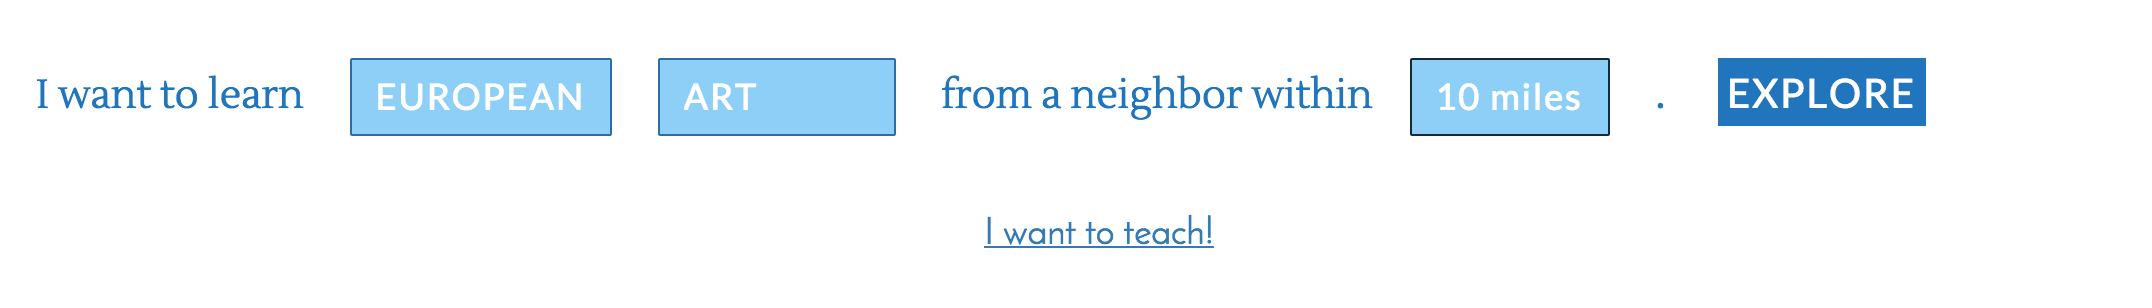 I want to learn EUROPEAN ART from a neighbor within 10 miles . EXPLORE
I want to teach!